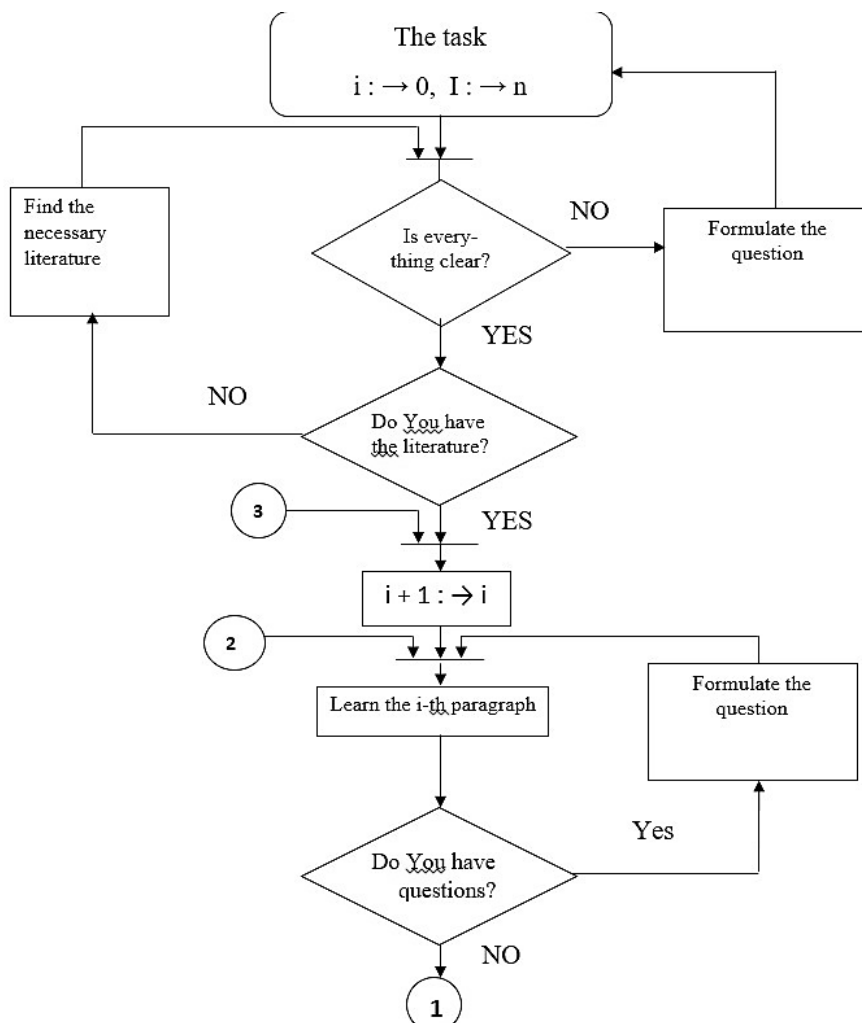 The task
i : → 0, I : → n
Find the
necessary
literature
NO
Is every-
thing clear?
Formulate the
question
YES
NO
Do You have
the literature?
3
YES
i + 1 : → i
2
Learn the i-th paragraph
Formulate the
question
Yes
Do You have
questions?
NO
1